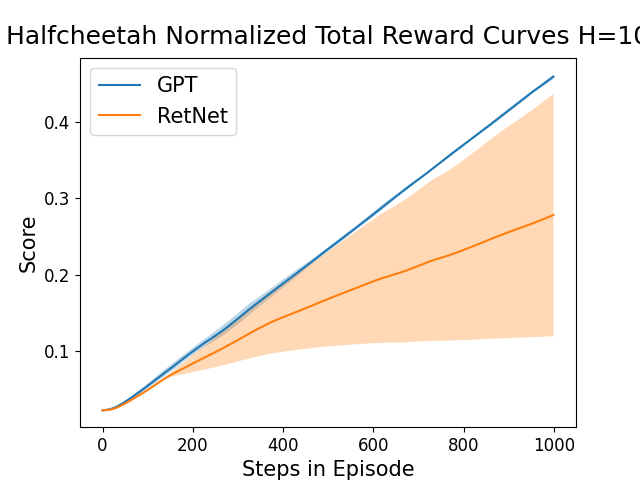 Halfcheetah Normalized Total Reward Curves H=10
GPT
RetNet
Score
0.4
0.3
0.2
0.1
0
200
400
600
800
1000
Steps in Episode